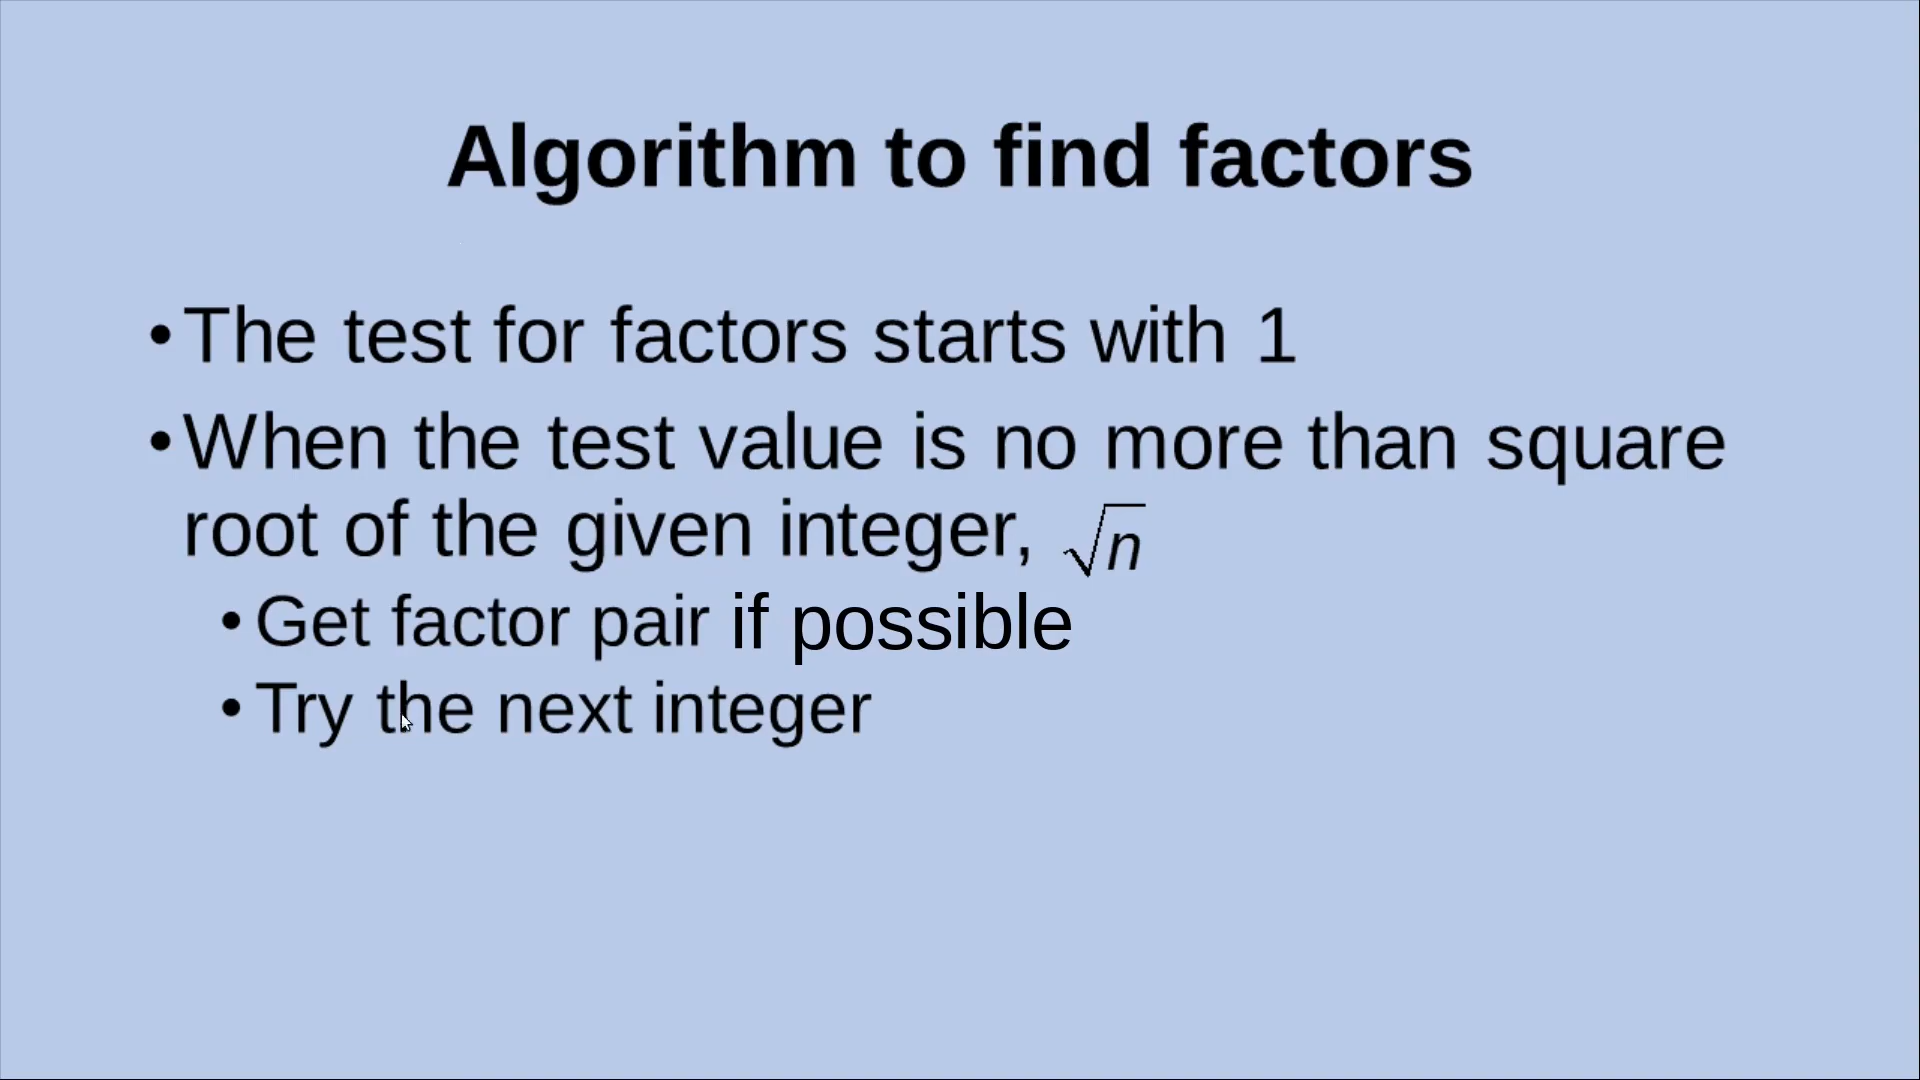 Algorithm to find factors
• The test for factors starts with 1
• When the test value is no more than square
root of the given integer, √n
• Get factor pair if possible
• Try the next integer